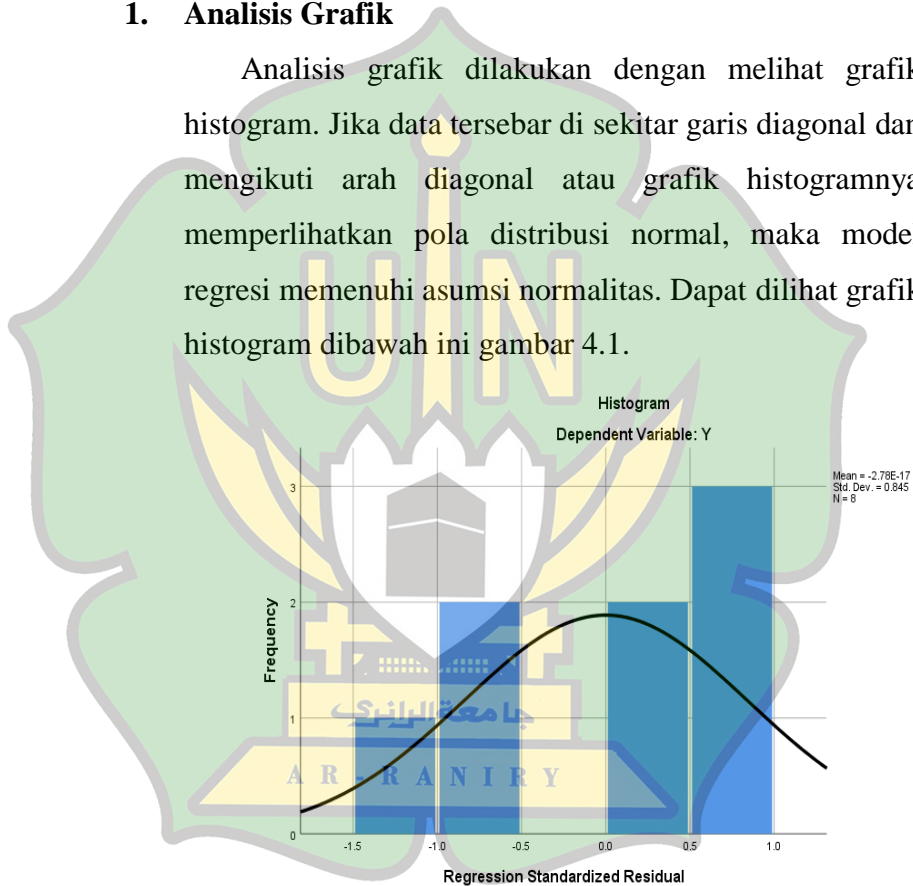 1. Analisis Grafik
Analisis grafik dilakukan dengan melihat grafik
histogram. Jika data tersebar di sekitar garis diagonal dan
mengikuti arah diagonal atau grafik histogramnya
memperlihatkan pola distribusi normal, maka model
regresi memenuhi asumsi normalitas. Dapat dilihat grafik
histogram dibawah ini gambar 4.1.
UIN
Histogram
Dependent Variable: Y
Mean = -2.78E-17
Std. Dev. = 0.845
N = 8
Frequency
3
2
1
0
-1.5 -1.0 -0.5 0.0 0.5 1.0
Regression Standardized Residual
جامعة الرانري
AR-RANIRY